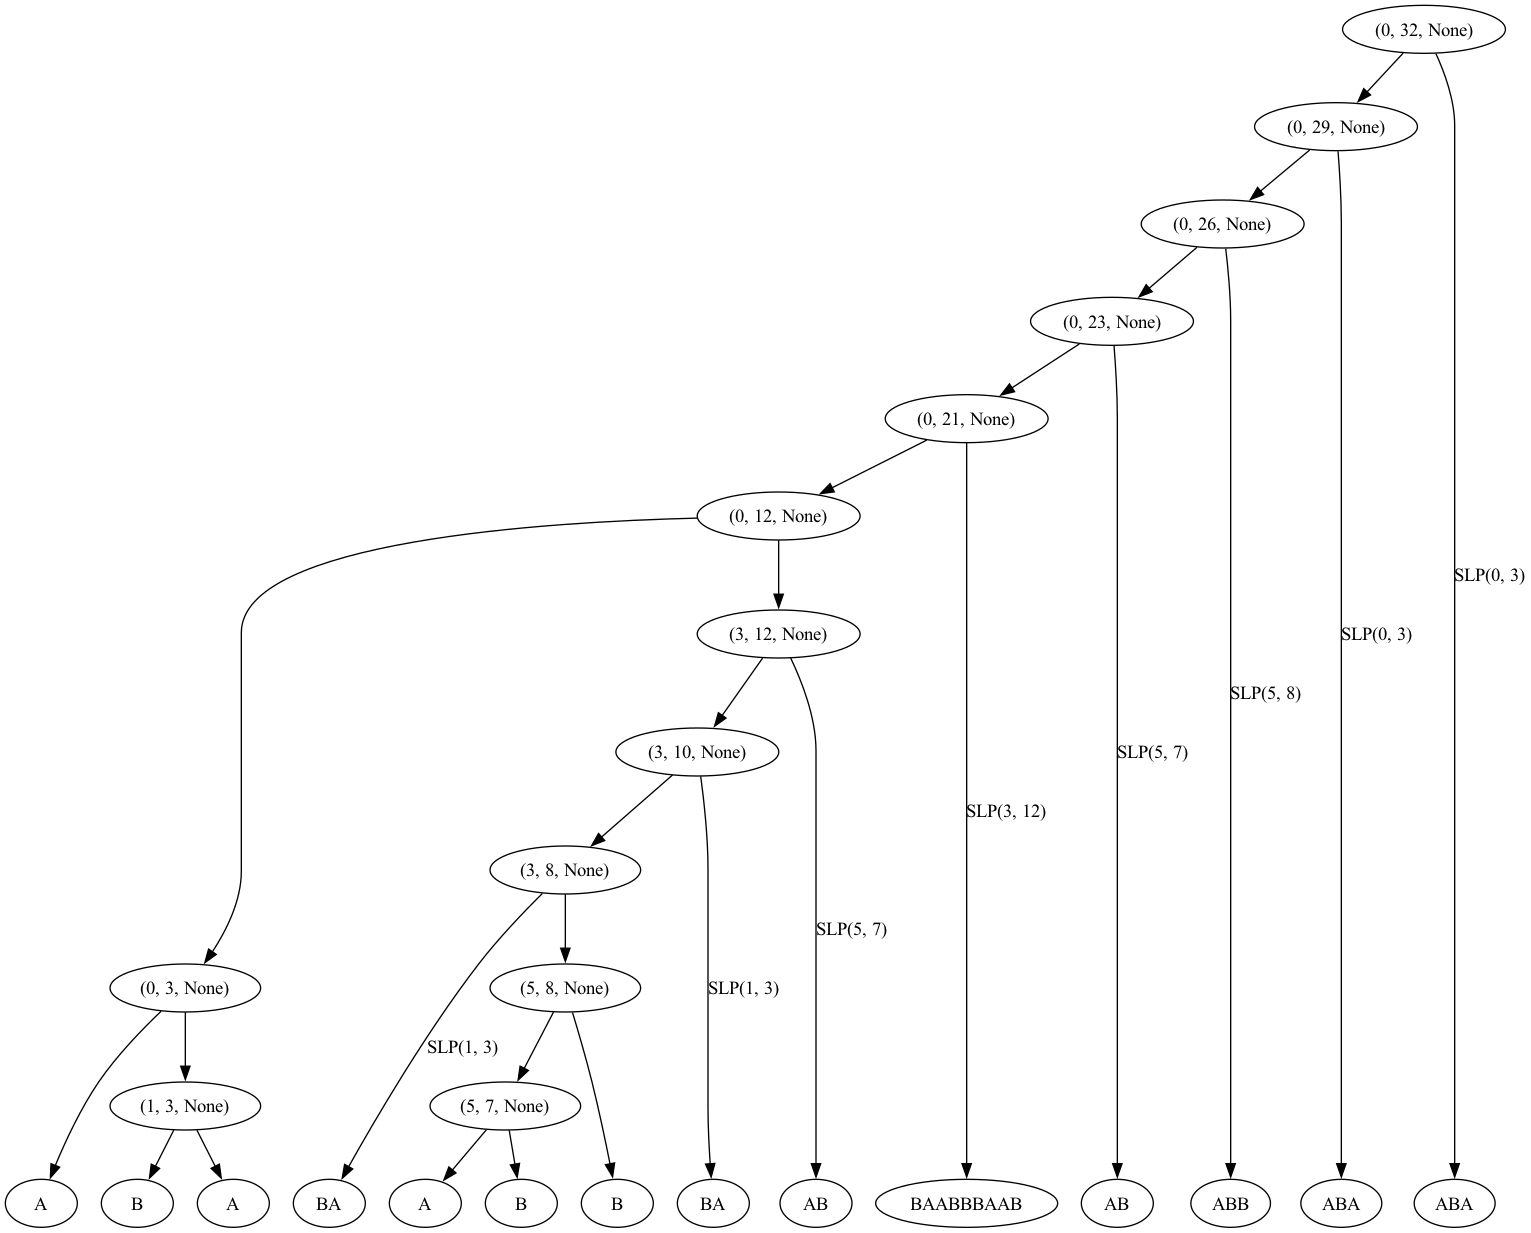 (0, 32, None)
(0, 29, None)
(0, 26, None)
(0, 23, None)
(0, 21, None)
(0, 12, None)
SLP(0, 3)
(3, 12, None)
SLP(0, 3)
SLP(5, 8)
(3, 10, None)
SLP(5, 7)
SLP(3, 12)
(3, 8, None)
SLP(5, 7)
(0, 3, None)
(5, 8, None)
SLP(1, 3)
SLP(1, 3)
(1, 3, None)
(5, 7, None)
A
B
A
BA
A
B
B
BA
AB
BAABBBAAB
AB
ABB
ABA
ABA